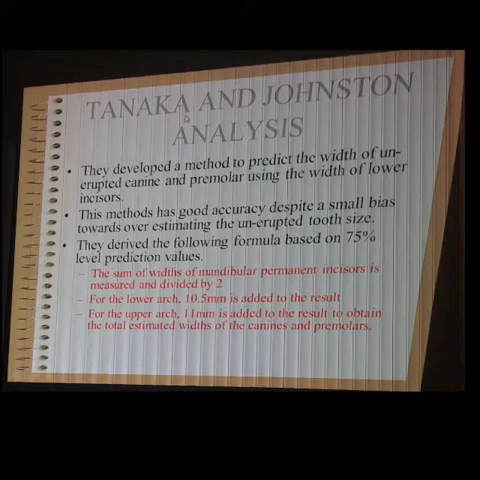 TANAKA AND JOHNSTON
ANALYSIS
• They developed a method to predict the width of un-
erupted canine and premolar using the width of lower
incisors.
• This methods has good accuracy despite a small bias
towards over estimating the un-erupted tooth size.
• They derived the following formula based on 75%
level prediction values.
– The sum of widths of mandibular permanent incisors is
measured and divided by 2
– For the lower arch, 10.5mm is added to the result
– For the upper arch, 11mm is added to the result to obtain
the total estimated widths of the canines and premolars.